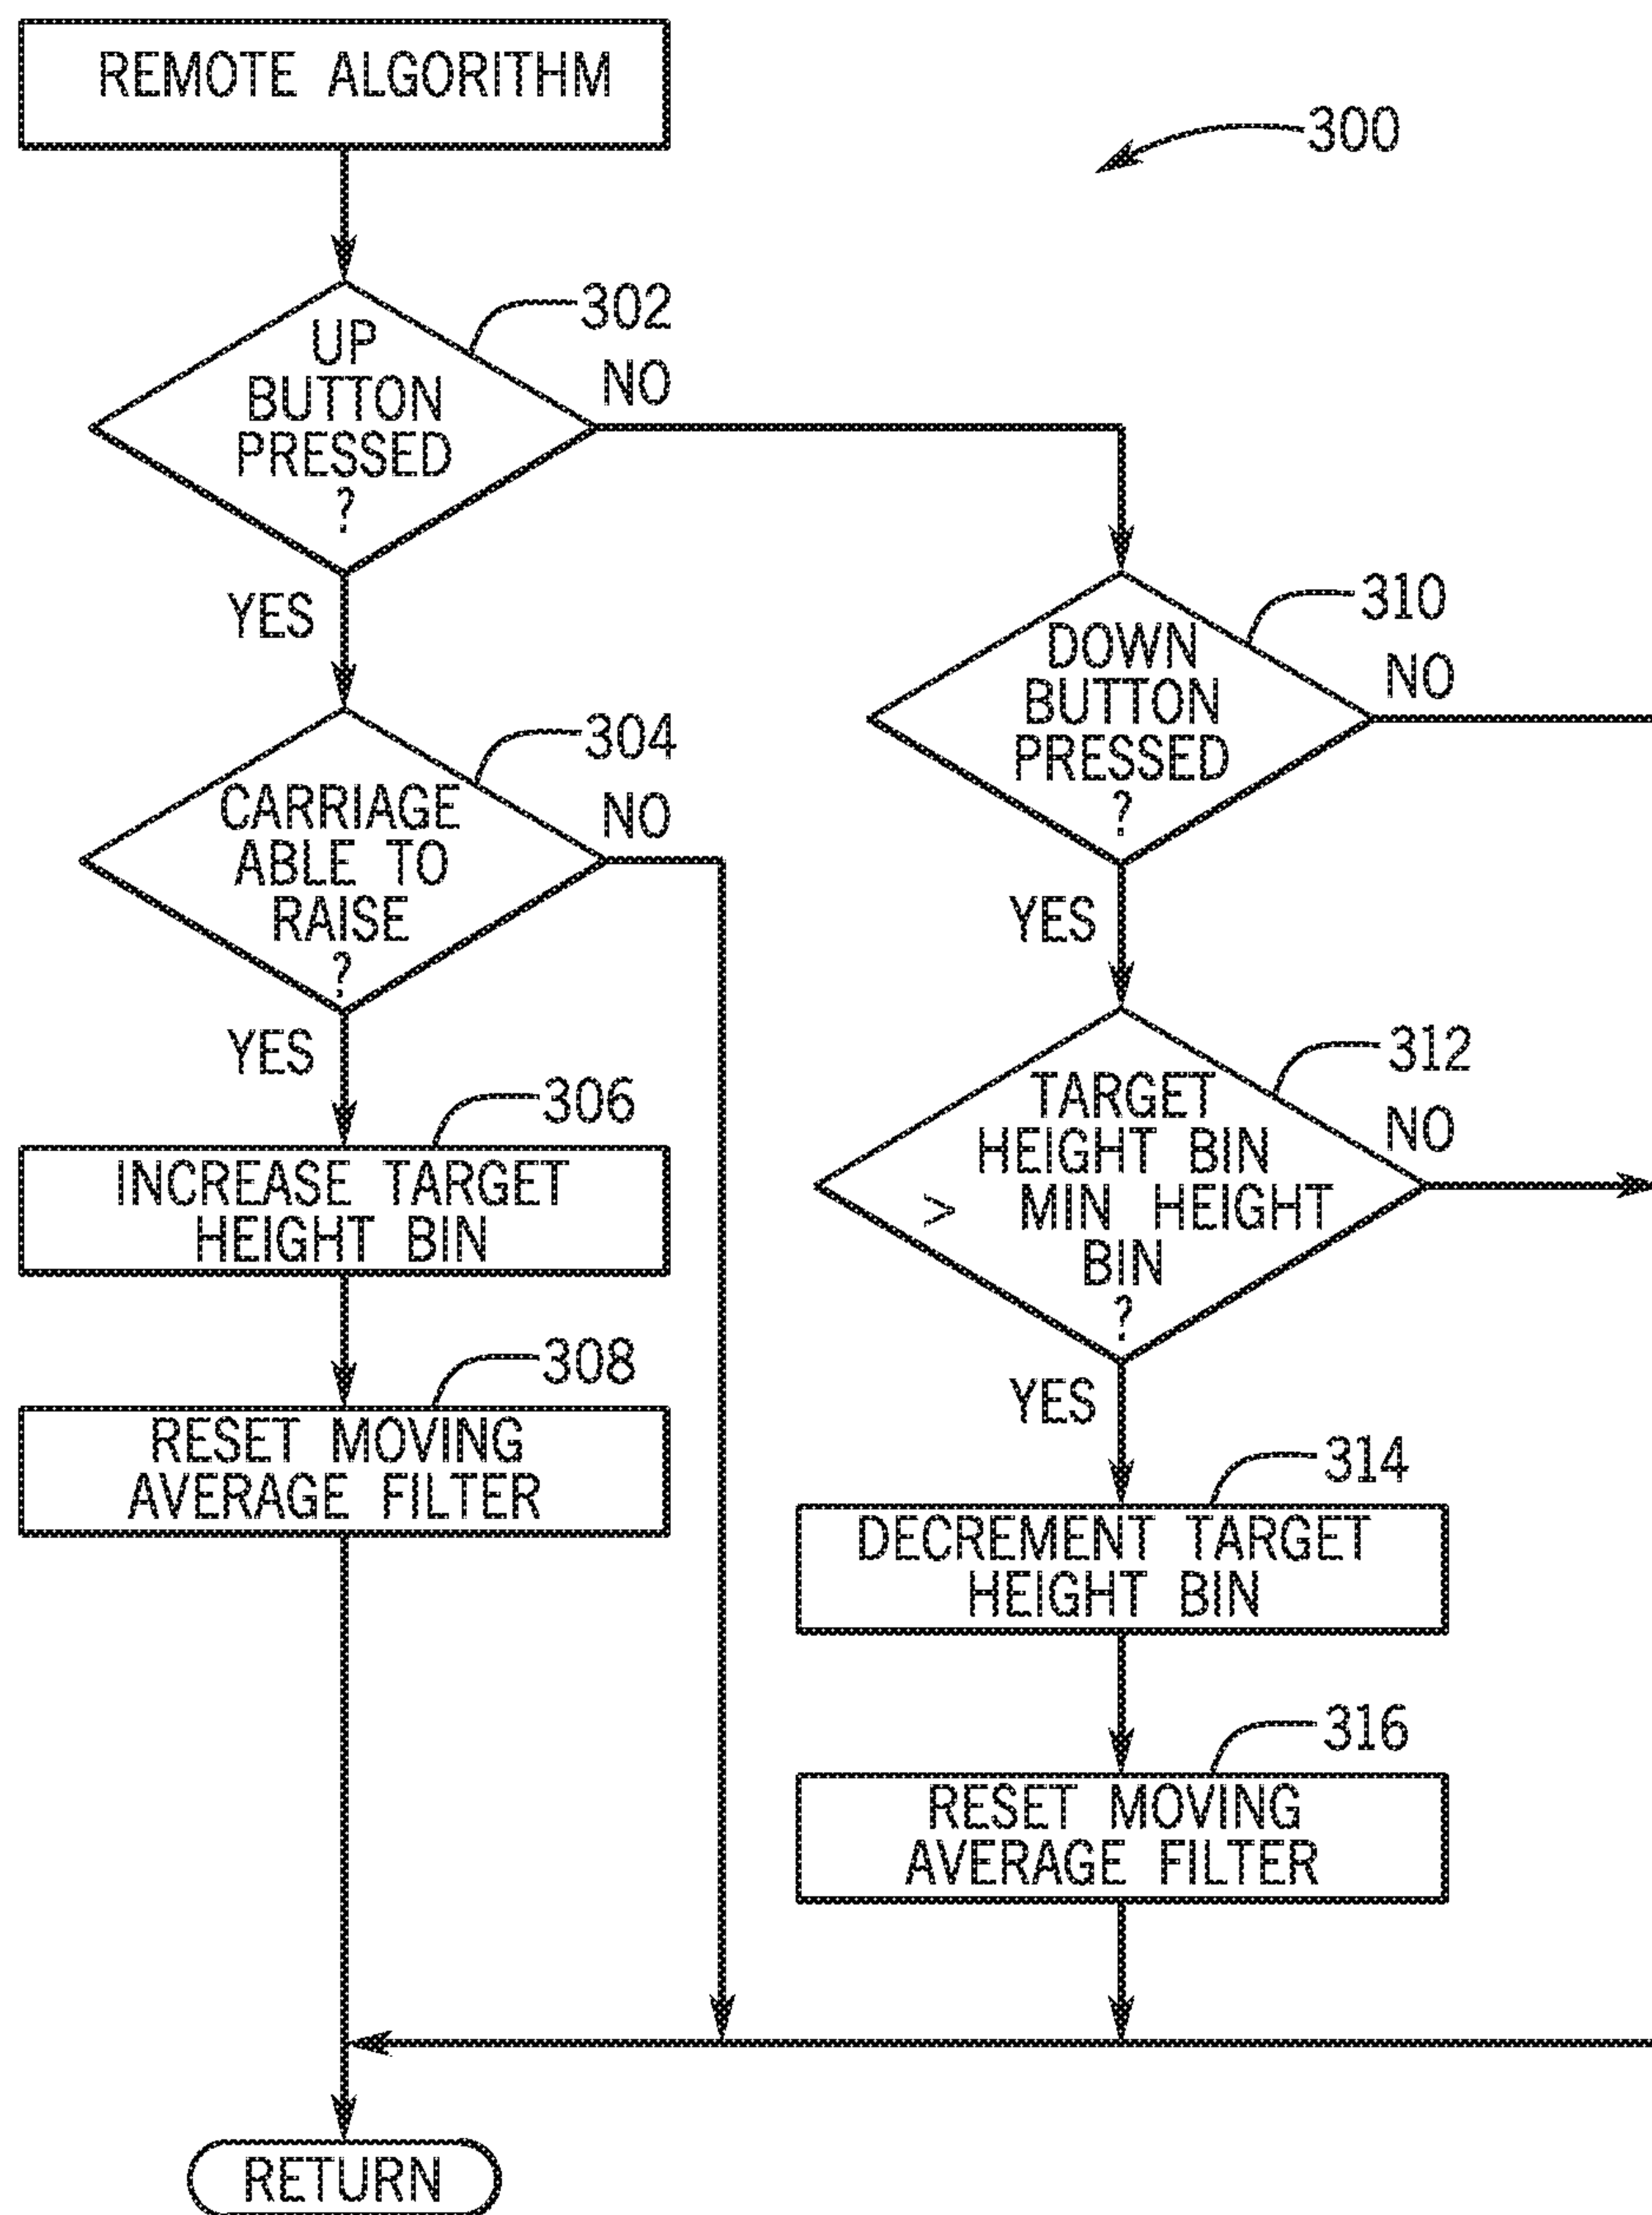 REMOTE ALGORITHM
300
302
UP
BUTTON
PRESSED
?
NO
YES
304
CARRIAGE
ABLE TO
RAISE
?
NO
YES
306
INCREASE TARGET
HEIGHT BIN
308
RESET MOVING
AVERAGE FILTER
310
DOWN
BUTTON
PRESSED
?
NO
YES
312
TARGET
HEIGHT BIN
> MIN HEIGHT
BIN
?
NO
YES
314
DECREMENT TARGET
HEIGHT BIN
316
RESET MOVING
AVERAGE FILTER
RETURN